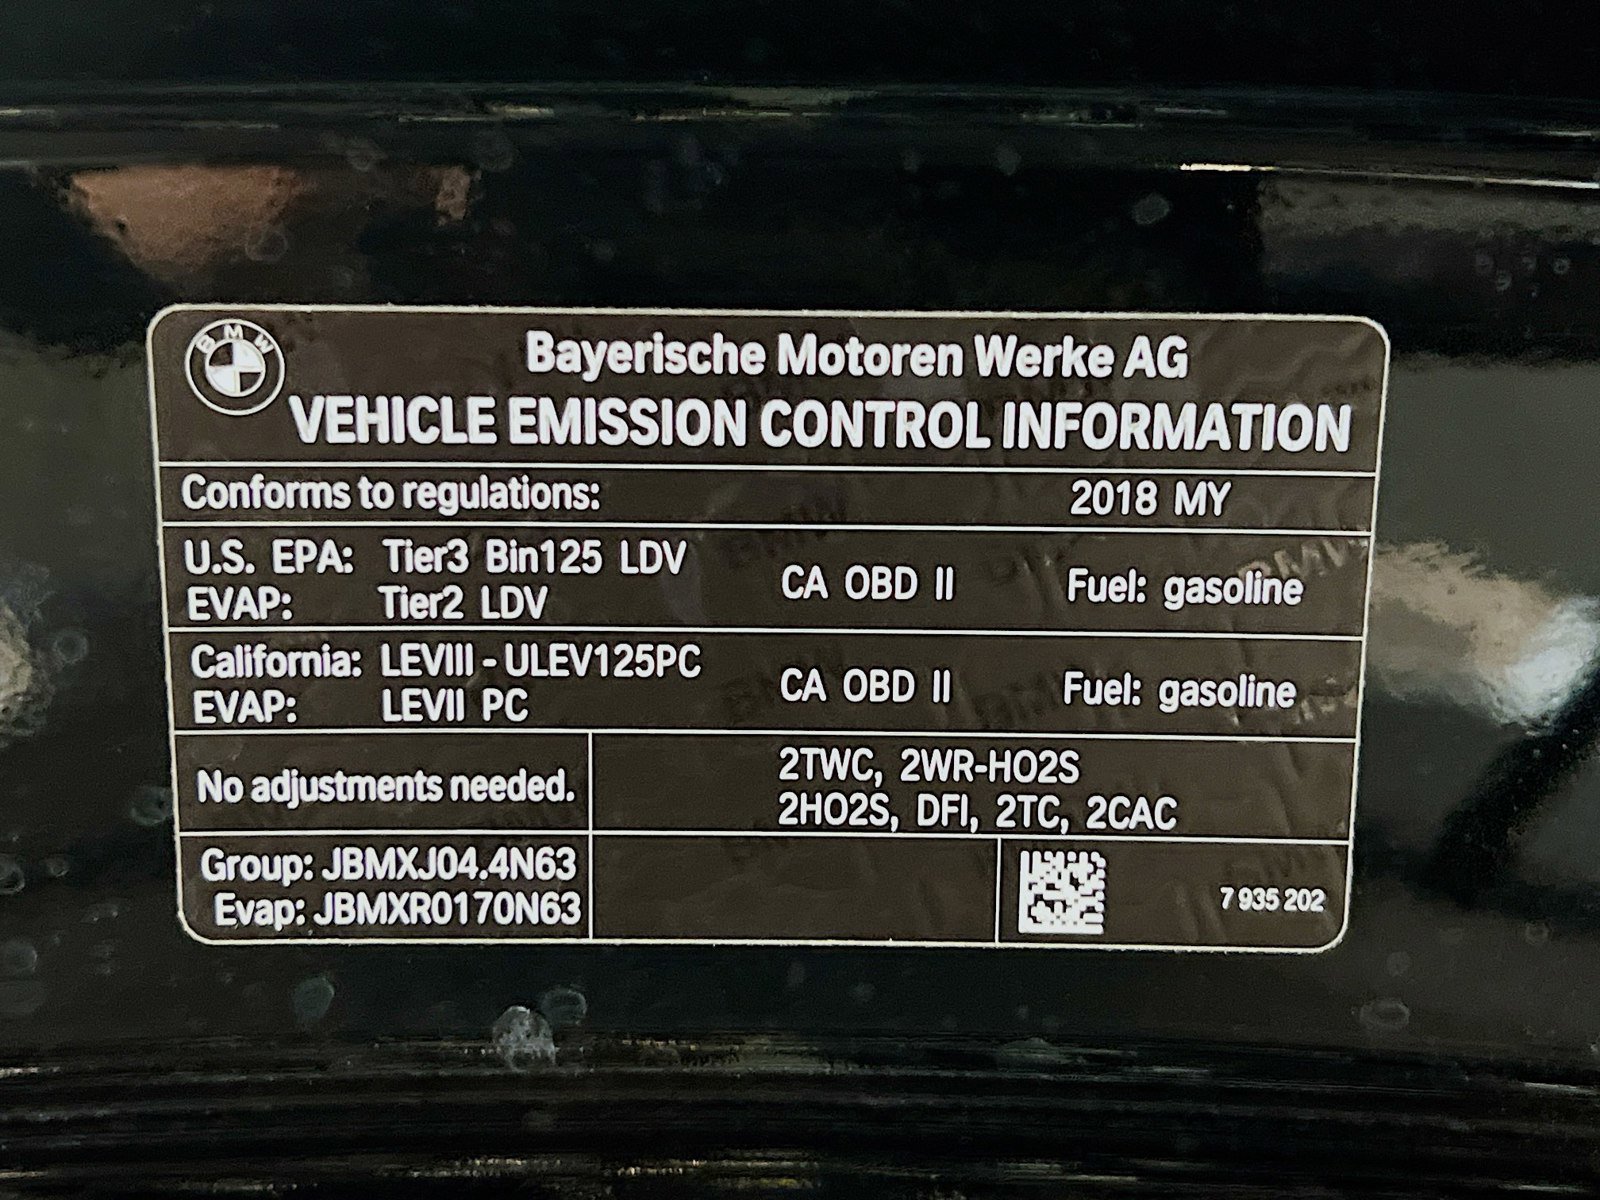 BMW
Bayerische Motoren Werke AG
VEHICLE EMISSION CONTROL INFORMATION
Conforms to regulations: 2018 MY
U.S. EPA: Tier3 Bin125 LDV
EVAP: Tier2 LDV
CA OBD II Fuel: gasoline
California: LEVIII - ULEV125PC
EVAP: LEVII PC
CA OBD II Fuel: gasoline
No adjustments needed.
2TWC, 2WR-HO2S
2HO2S, DFI, 2TC, 2CAC
Group: JBMXJ04.4N63
Evap: JBMXR0170N63
7 935 202